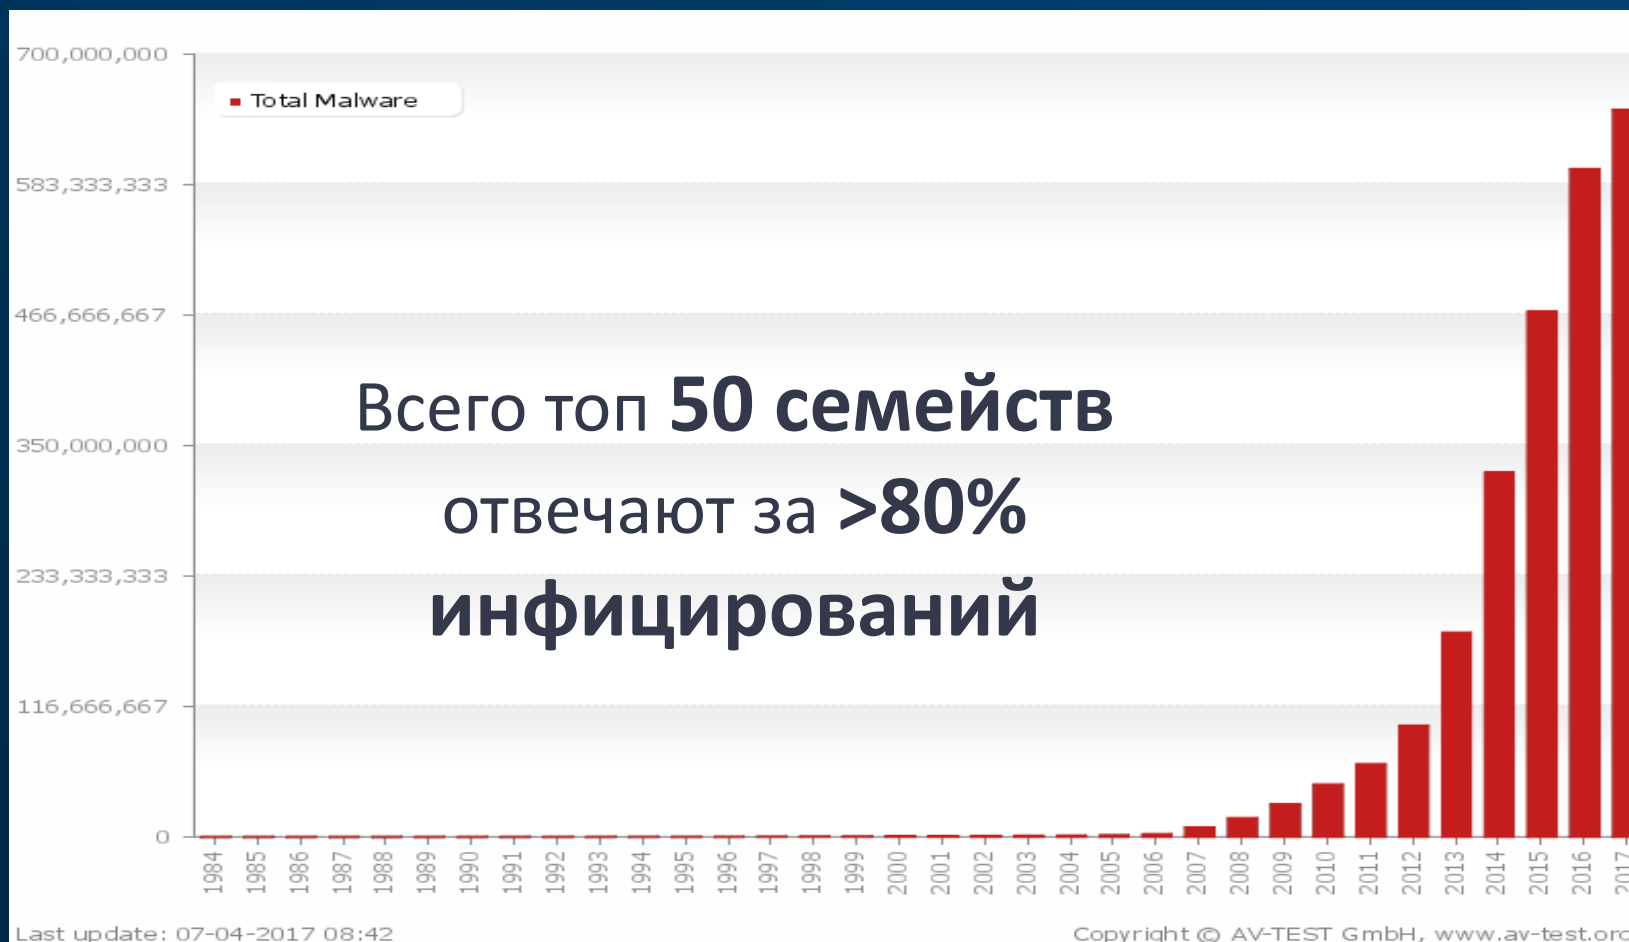 700,000,000
Total Malware
583,333,333
466,666,667
Всего топ 50 семейств
350,000,000
отвечают за >80%
233,333,333
инфицирований
116,666,667
0
1984 1985 1986 1987 1988 1989 1990 1991 1992 1993 1994 1995 1996 1997 1998 1999 2000 2001 2002 2003 2004 2005 2006 2007 2008 2009 2010 2011 2012 2013 2014 2015 2016 2017
Last update: 07-04-2017 08:42
Copyright © AV-TEST GmbH, www.av-test.org